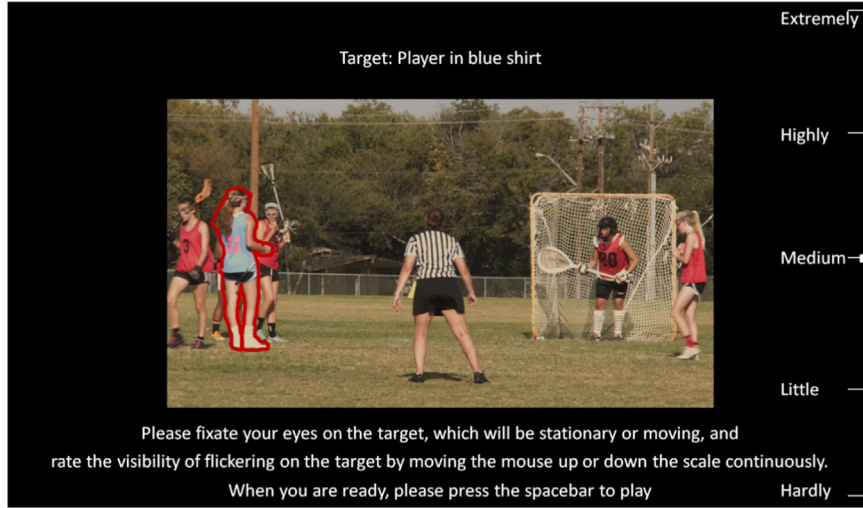 Extremely
Target: Player in blue shirt
Highly
Medium
Little
Please fixate your eyes on the target, which will be stationary or moving, and
rate the visibility of flickering on the target by moving the mouse up or down the scale continuously.
When you are ready, please press the spacebar to play
Hardly
3
20